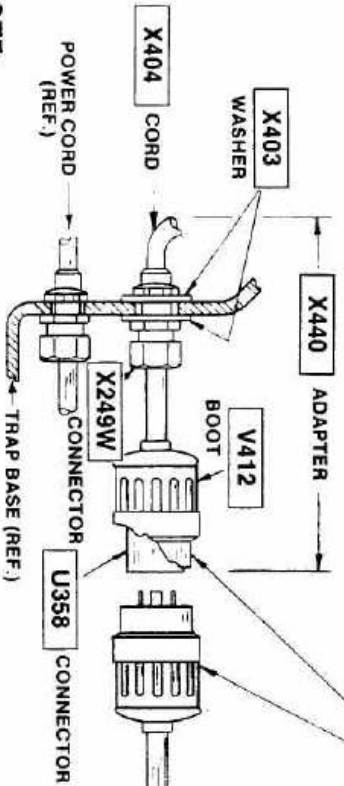 X440 ADAPTER
X403
WASHER
V412
BOOT
X404 CORD
X249W
CONNECTOR
U358 CONNECTOR
POWER CORD
(REF.)
TRAP BASE (REF.)